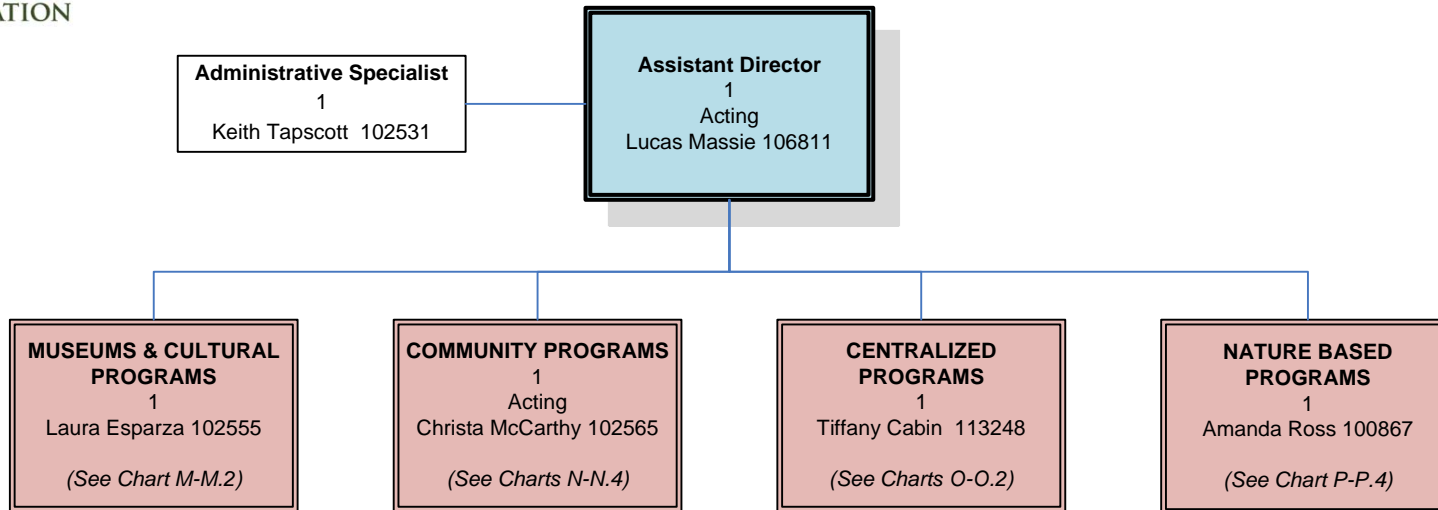 ATION
Administrative Specialist
1
Keith Tapscott 102531
Assistant Director
1
Acting
Lucas Massie 106811
MUSEUMS & CULTURAL
PROGRAMS
1
Laura Esparza 102555
(See Chart M-M.2)
COMMUNITY PROGRAMS
1
Acting
Christa McCarthy 102565
(See Charts N-N.4)
CENTRALIZED
PROGRAMS
1
Tiffany Cabin 113248
(See Charts O-O.2)
NATURE BASED
PROGRAMS
1
Amanda Ross 100867
(See Chart P-P.4)